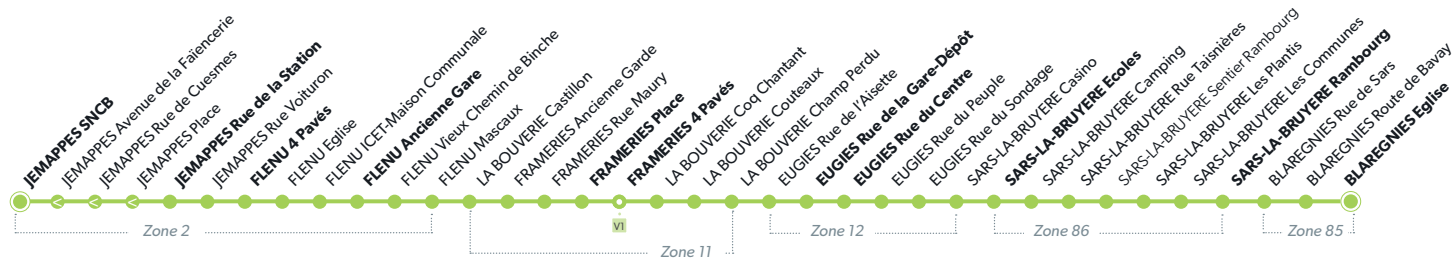 JEMAPPES SNCB
JEMAPPES Avenue de la Faïencerie
JEMAPPES Rue de Cuesmes
JEMAPPES Place
JEMAPPES Rue de la Station
JEMAPPES Rue Voituron
FLENU 4 Pavés
FLENU Eglise
FLENU ICET-Maison Communale
FLENU Ancienne Gare
FLENU Vieux Chemin de Binche
FLENU Mascaux
LA BOUVERIE Castillon
FRAMERIES Ancienne Garde
FRAMERIES Rue Maury
FRAMERIES Place
FRAMERIES 4 Pavés
LA BOUVERIE Coq Chantant
LA BOUVERIE Couteaux
LA BOUVERIE Champ Perdu
EUGIES Rue de l'Aisette
EUGIES Rue de la Gare-Dépôt
EUGIES Rue du Centre
EUGIES Rue du Peuple
EUGIES Rue du Sondage
SARS-LA-BRUYERE Casino
SARS-LA-BRUYERE Ecoles
SARS-LA-BRUYERE Camping
SARS-LA-BRUYERE Rue Taisnières
SARS-LA-BRUYERE Sentier Rambourg
SARS-LA-BRUYERE Les Plantis
SARS-LA-BRUYERE Les Communes
SARS-LA-BRUYERE Rambourg
BLAREGNIES Rue de Sars
BLAREGNIES Route de Bavay
BLAREGNIES Eglise
V1
Zone 2
Zone 11
Zone 12
Zone 86
Zone 85